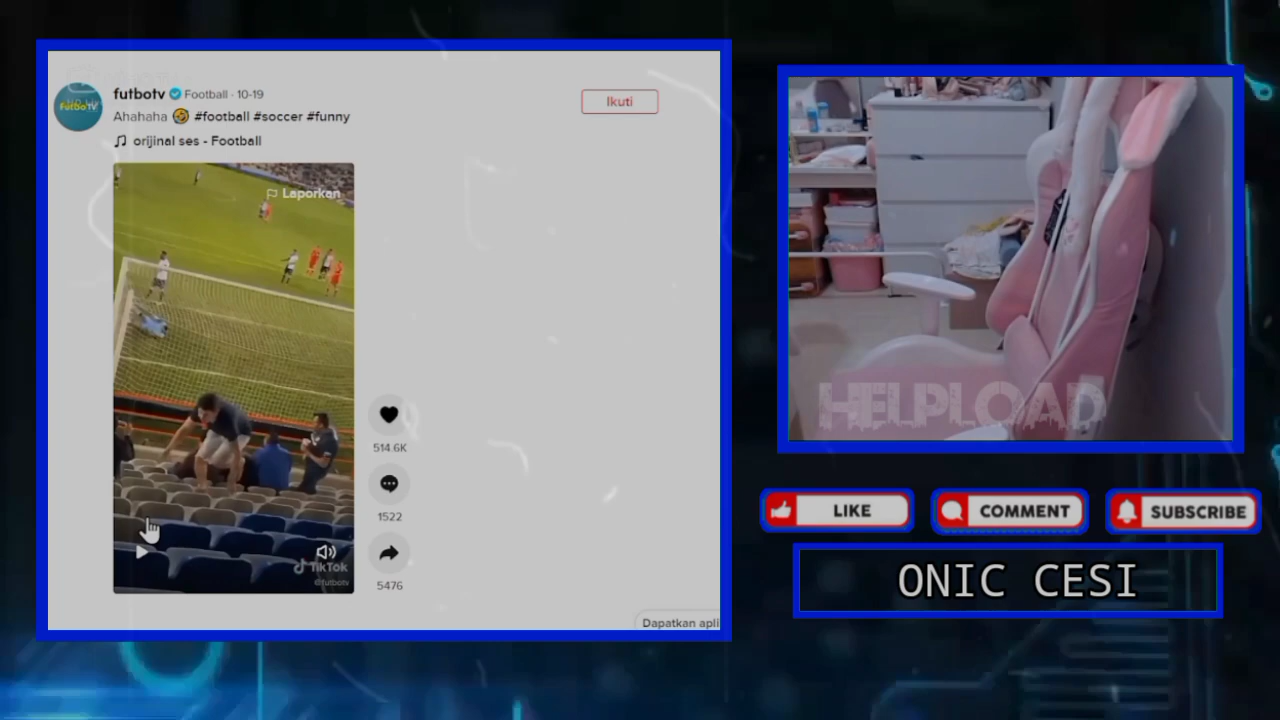 futbotv Football · 10-19
Ahahaha 🤣 #football #soccer #funny
orijinal ses - Football
Ikuti
FutboTV
Laporkan
514.6K
1522
5476
TikTok
@futbotv
Dapatkan apli
HELPLOAD
LIKE
COMMENT
SUBSCRIBE
ONIC CESI